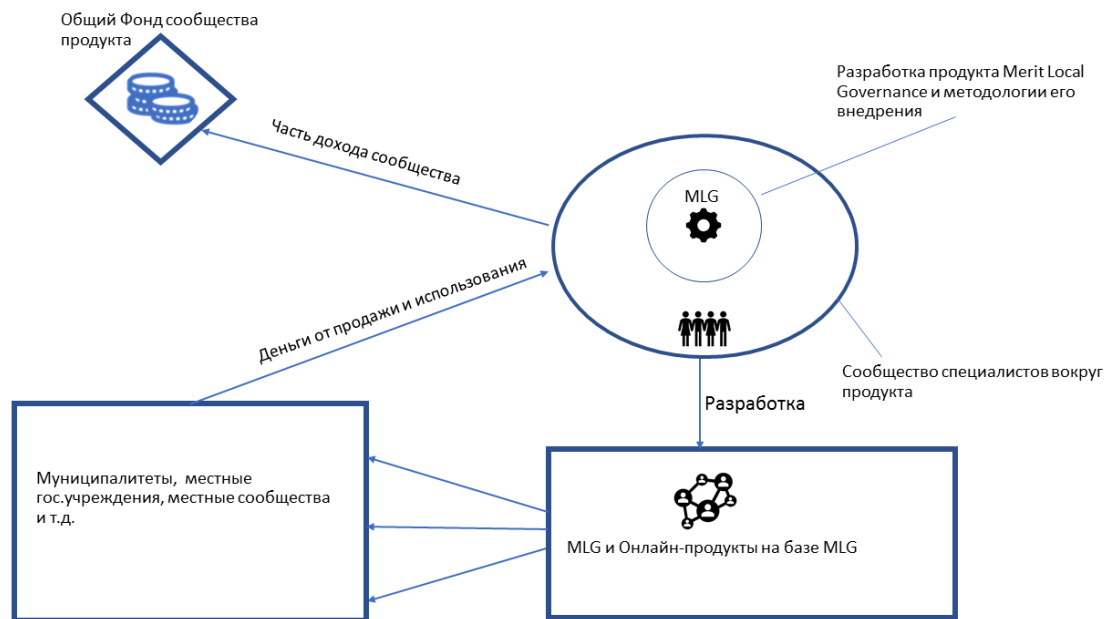 Общий Фонд сообщества
продукта
Разработка продукта Merit Local
Governance и методологии его
внедрения
Часть дохода сообщества
MLG
Деньги от продажи и использования
Сообщество специалистов вокруг
продукта
Разработка
Муниципалитеты, местные
гос.учреждения, местные сообщества
и т.д.
MLG и Онлайн-продукты на базе MLG